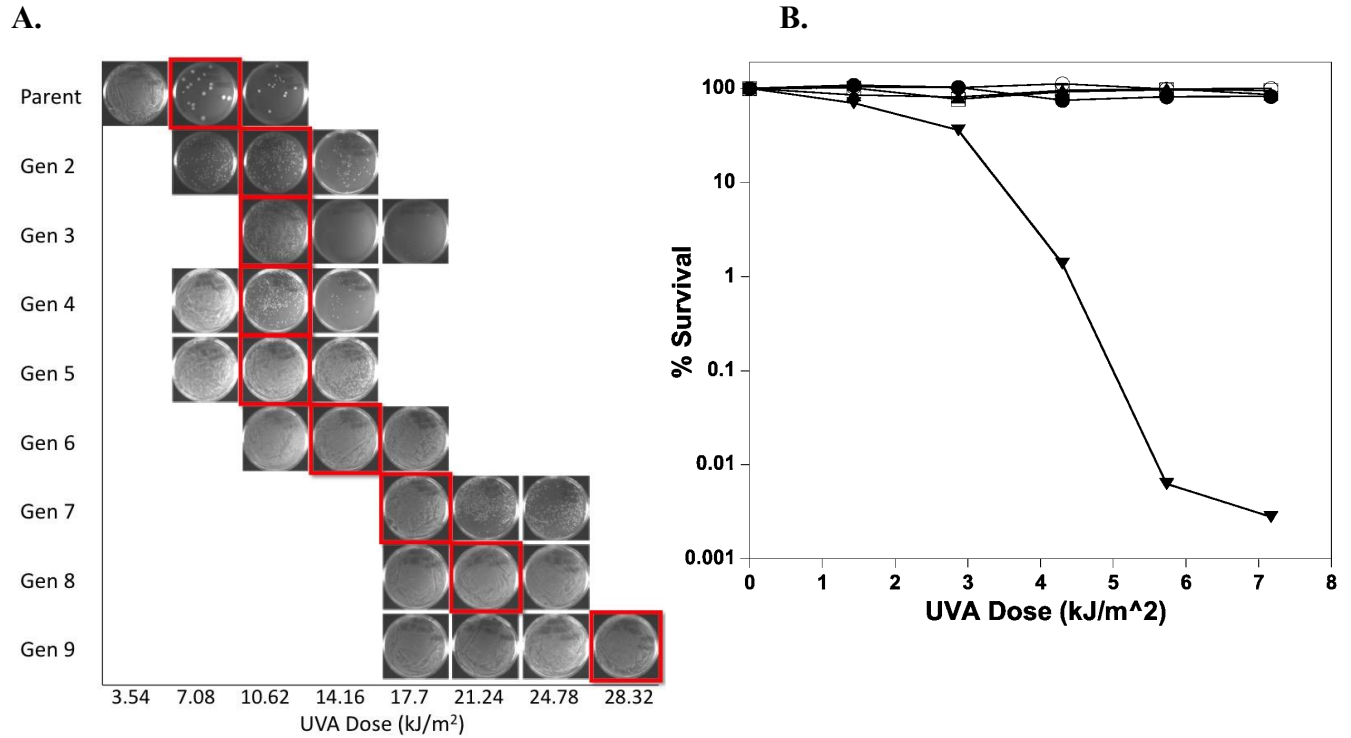 A.
B.
Parent
Gen 2
Gen 3
Gen 4
Gen 5
Gen 6
Gen 7
Gen 8
Gen 9
3.54 7.08 10.62 14.16 17.7 21.24 24.78 28.32
UVA Dose (kJ/m²)
100
10
1
0.1
0.01
0.001
% Survival
0 1 2 3 4 5 6 7 8
UVA Dose (kJ/m^2)